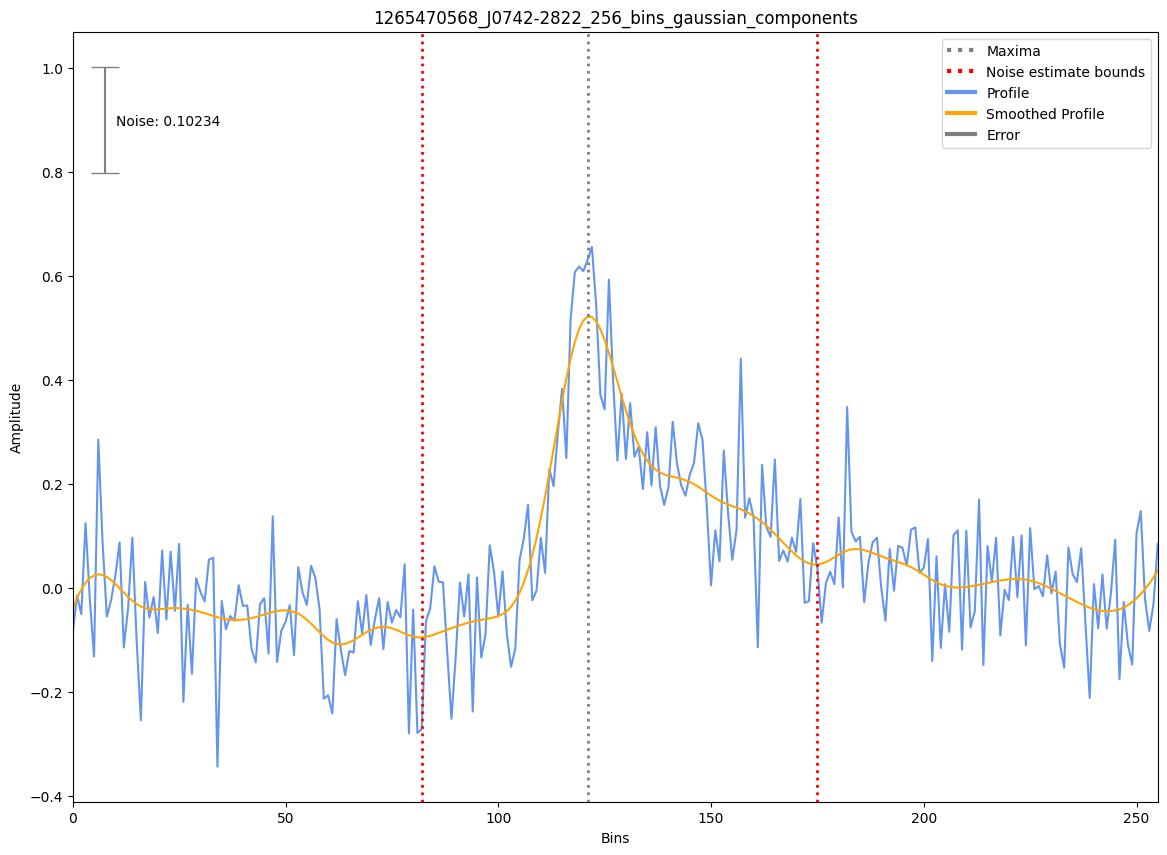 1265470568_J0742-2822_256_bins_gaussian_components
Maxima
Noise estimate bounds
Profile
Smoothed Profile
Error
Noise: 0.10234
1.0
0.8
0.6
0.4
0.2
0.0
−0.2
−0.4
Amplitude
0
50
100
150
200
250
Bins